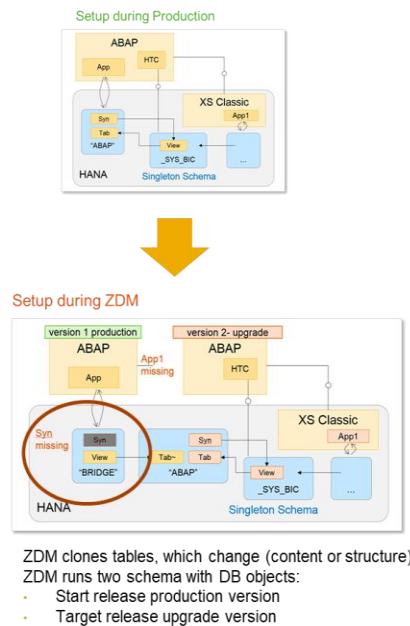 Setup during Production
ABAP
App
HTC
XS Classic
App1
Syn
Tab
"ABAP"
View
_SYS_BIC
...
HANA
Singleton Schema
Setup during ZDM
version 1 production
version 2- upgrade
ABAP
App1
missing
ABAP
App
HTC
XS Classic
App1
Syn
missing
Syn
View
"BRIDGE"
Tab~
Syn
Tab
"ABAP"
View
_SYS_BIC
...
HANA
Singleton Schema
ZDM clones tables, which change (content or structure)
ZDM runs two schema with DB objects:
• Start release production version
• Target release upgrade version